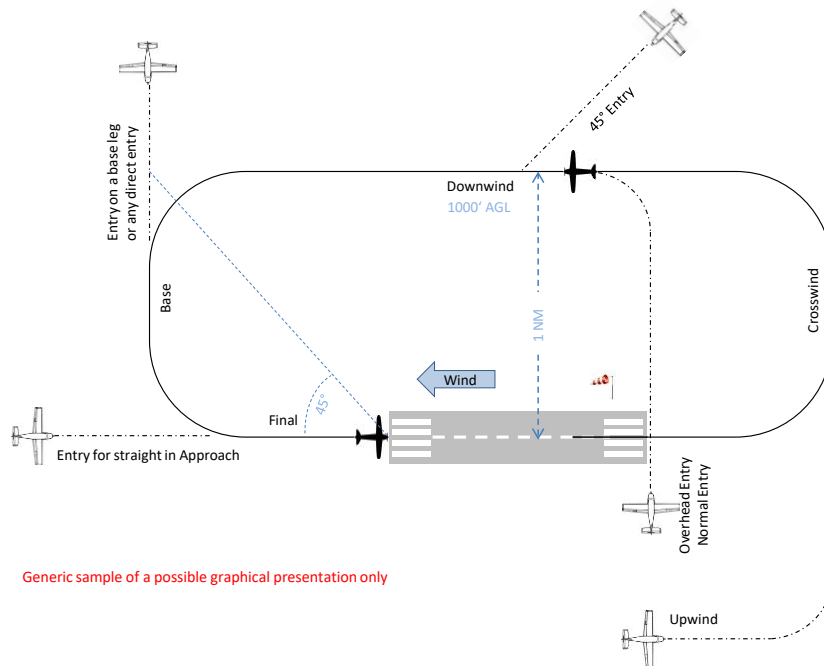 45° Entry
Entry on a base leg
or any direct entry
Downwind
1000‘ AGL
Base
Crosswind
1 NM
Wind
45°
Final
Entry for straight in Approach
Overhead Entry
Normal Entry
Generic sample of a possible graphical presentation only
Upwind